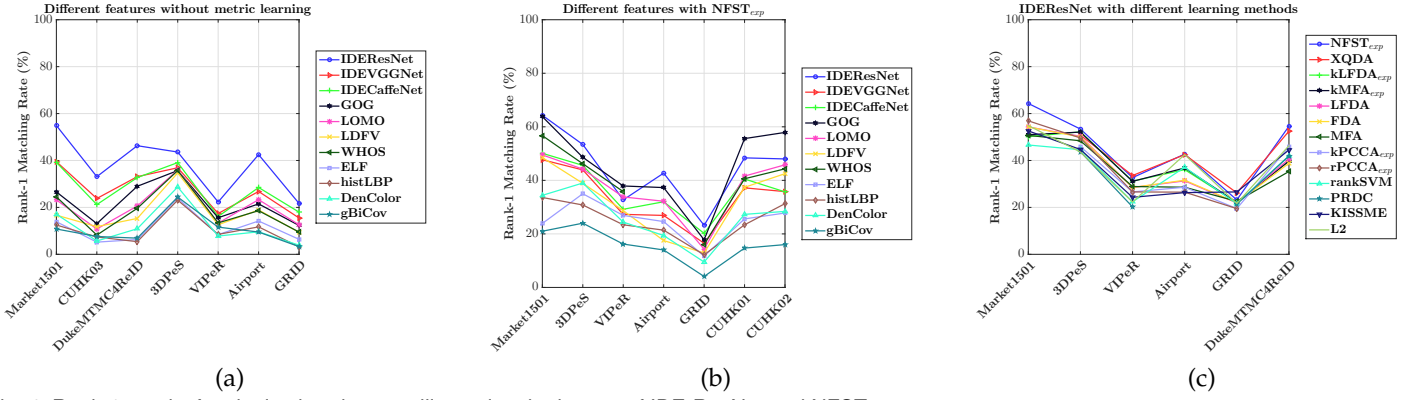 Different features without metric learning
Rank-1 Matching Rate (%)
100
80
60
40
20
0
Market1501
CUHK03
DukeMTMC4ReID
3DPeS
VIPeR
Airport
GRID
IDEResNet
IDEVGGNet
IDECaffeNet
GOG
LOMO
LDFV
WHOS
ELF
histLBP
DenColor
gBiCov
(a)
Different features with NFST_exp
Rank-1 Matching Rate (%)
100
80
60
40
20
0
Market1501
3DPeS
VIPeR
Airport
GRID
CUHK01
CUHK02
IDEResNet
IDEVGGNet
IDECaffeNet
GOG
LOMO
LDFV
WHOS
ELF
histLBP
DenColor
gBiCov
(b)
IDEResNet with different learning methods
Rank-1 Matching Rate (%)
100
80
60
40
20
0
Market1501
3DPeS
VIPeR
Airport
GRID
DukeMTMC4ReID
NFST_exp
XQDA
kLFDA_exp
kMFA_exp
LFDA
FDA
MFA
kPCCA_exp
rPCCA_exp
rankSVM
PRDC
KISSME
L2
(c)